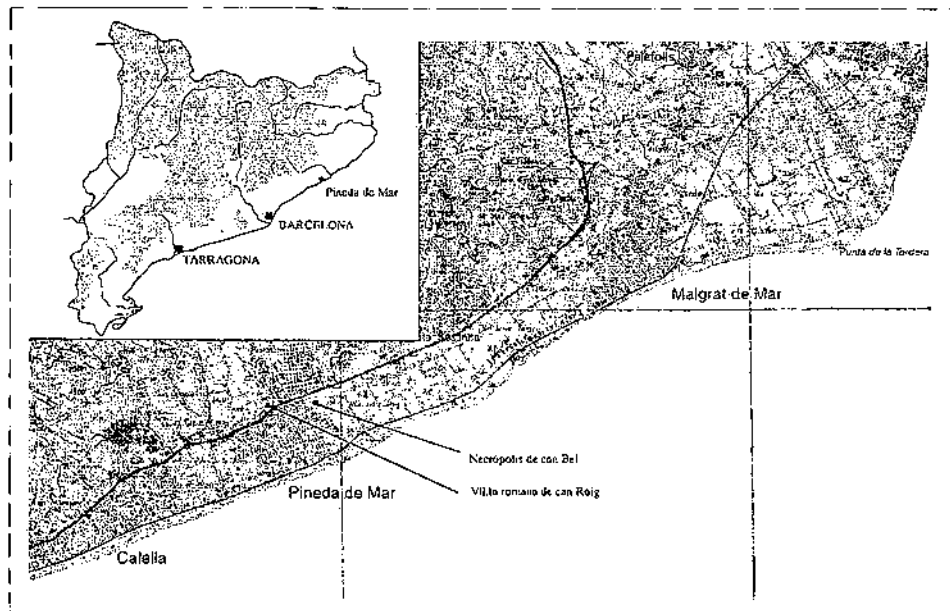 Pineda de Mar
BARCELONA
TARRAGONA
Palafolls
Punta de la Tordera
Malgrat de Mar
Necròpolis de can Bel
Vil·la romana de can Roig
Pineda de Mar
Calella